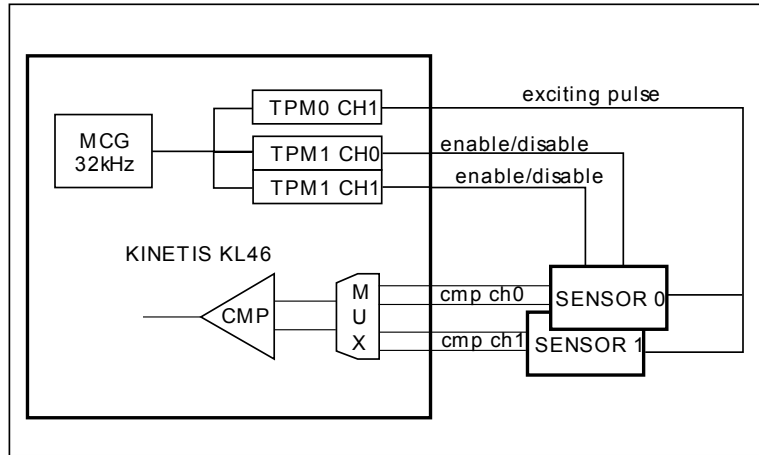 TPM0 CH1
exciting pulse
MCG
32kHz
TPM1 CH0
enable/disable
TPM1 CH1
enable/disable
KINETIS KL46
CMP
M
U
X
cmp ch0
SENSOR 0
cmp ch1
SENSOR 1